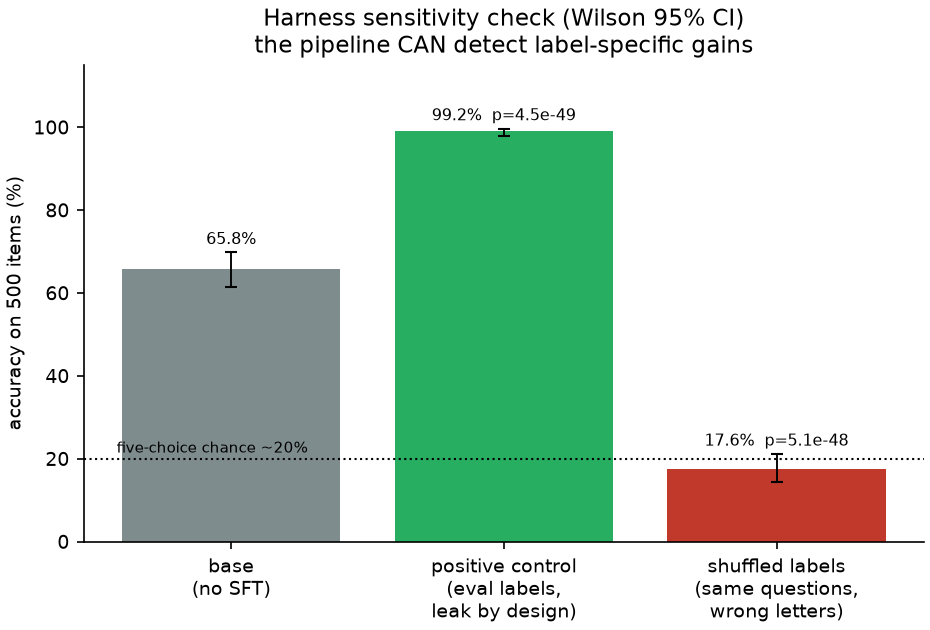 Harness sensitivity check (Wilson 95% CI)
the pipeline CAN detect label-specific gains
accuracy on 500 items (%)
100
80
60
40
20
0
65.8%
99.2%  p=4.5e-49
17.6%  p=5.1e-48
five-choice chance ~20%
base
(no SFT)
positive control
(eval labels,
leak by design)
shuffled labels
(same questions,
wrong letters)